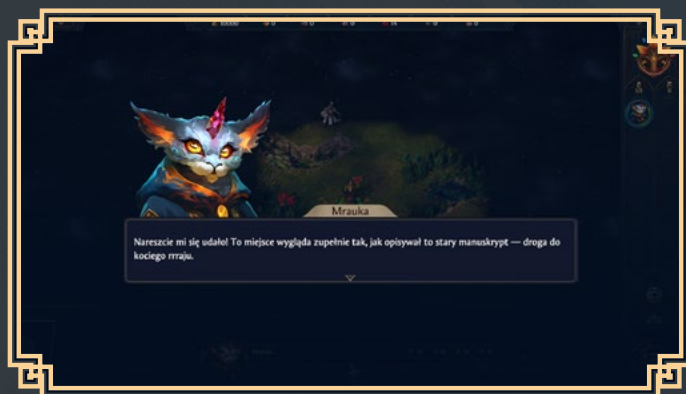 Mrauka
Nareszcie mi się udało! To miejsce wygląda zupełnie tak, jak opisywał to stary manuskrypt — droga do
kociego rrraju.